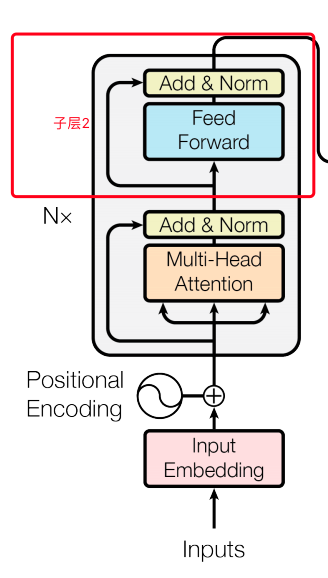 Add & Norm
Feed
Forward
子层2
Add & Norm
N×
Multi-Head
Attention
Positional
Encoding
Input
Embedding
Inputs